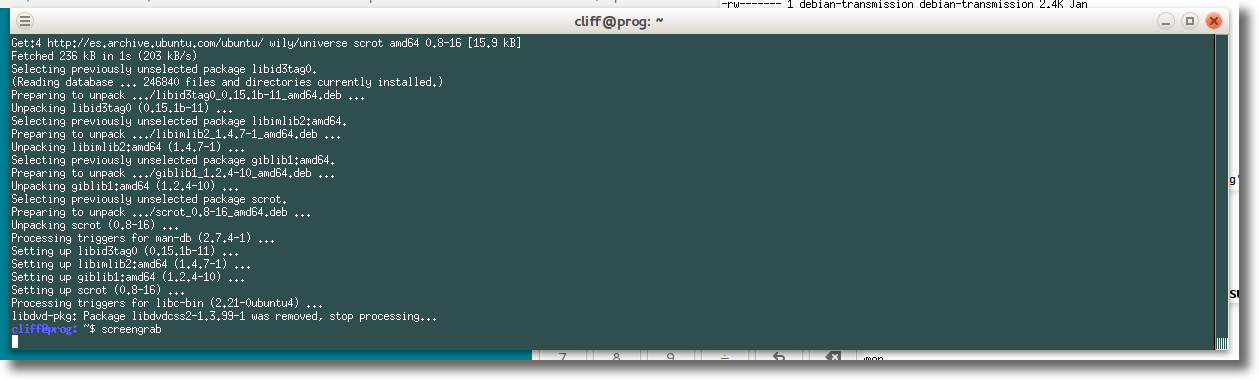 -rw------- 1 debian-transmission debian-transmission 2.4K Jan
cliff@prog: ~
Get:4 http://es.archive.ubuntu.com/ubuntu/ wily/universe scrot amd64 0.8-16 [15.9 kB]
Fetched 236 kB in 1s (203 kB/s)
Selecting previously unselected package libid3tag0.
(Reading database ... 246840 files and directories currently installed.)
Preparing to unpack .../libid3tag0_0.15.1b-11_amd64.deb ...
Unpacking libid3tag0 (0.15.1b-11) ...
Selecting previously unselected package libimlib2:amd64.
Preparing to unpack .../libimlib2_1.4.7-1_amd64.deb ...
Unpacking libimlib2:amd64 (1.4.7-1) ...
Selecting previously unselected package giblib1:amd64.
Preparing to unpack .../giblib1_1.2.4-10_amd64.deb ...
Unpacking giblib1:amd64 (1.2.4-10) ...
Selecting previously unselected package scrot.
Preparing to unpack .../scrot_0.8-16_amd64.deb ...
Unpacking scrot (0.8-16) ...
Processing triggers for man-db (2.7.4-1) ...
Setting up libid3tag0 (0.15.1b-11) ...
Setting up libimlib2:amd64 (1.4.7-1) ...
Setting up giblib1:amd64 (1.2.4-10) ...
Setting up scrot (0.8-16) ...
Processing triggers for libc-bin (2.21-0ubuntu4) ...
libdvd-pkg: Package libdvdcss2-1.3.99-1 was removed, stop processing...
cliff@prog: ~$ screengrab
7 8 9 ÷